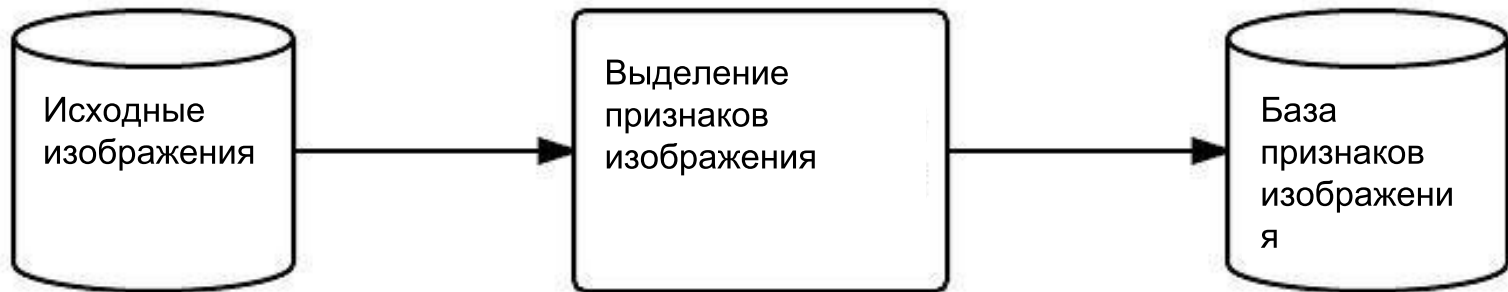 Исходные
изображения
Выделение
признаков
изображения
База
признаков
изображени
я